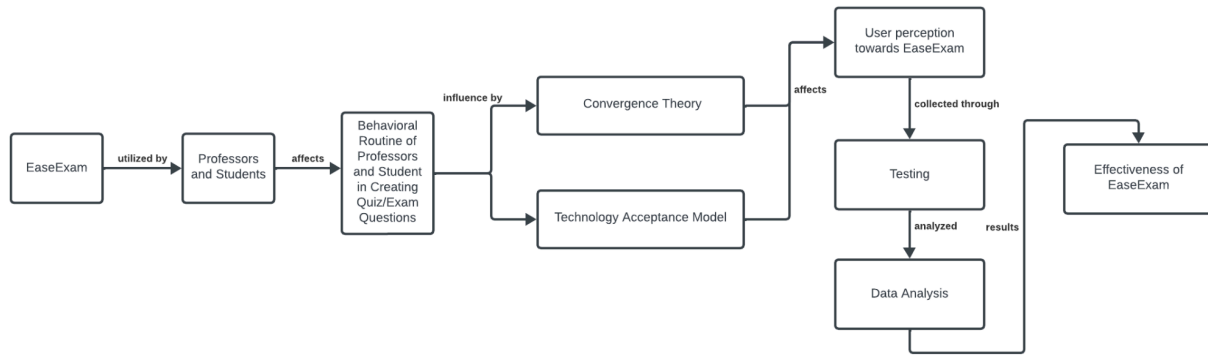 EaseExam
utilized by
Professors
and Students
affects
Behavioral
Routine of
Professors
and Student
in Creating
Quiz/Exam
Questions
influence by
Convergence Theory
Technology Acceptance Model
affects
User perception
towards EaseExam
collected through
Testing
analyzed
Data Analysis
results
Effectiveness of
EaseExam